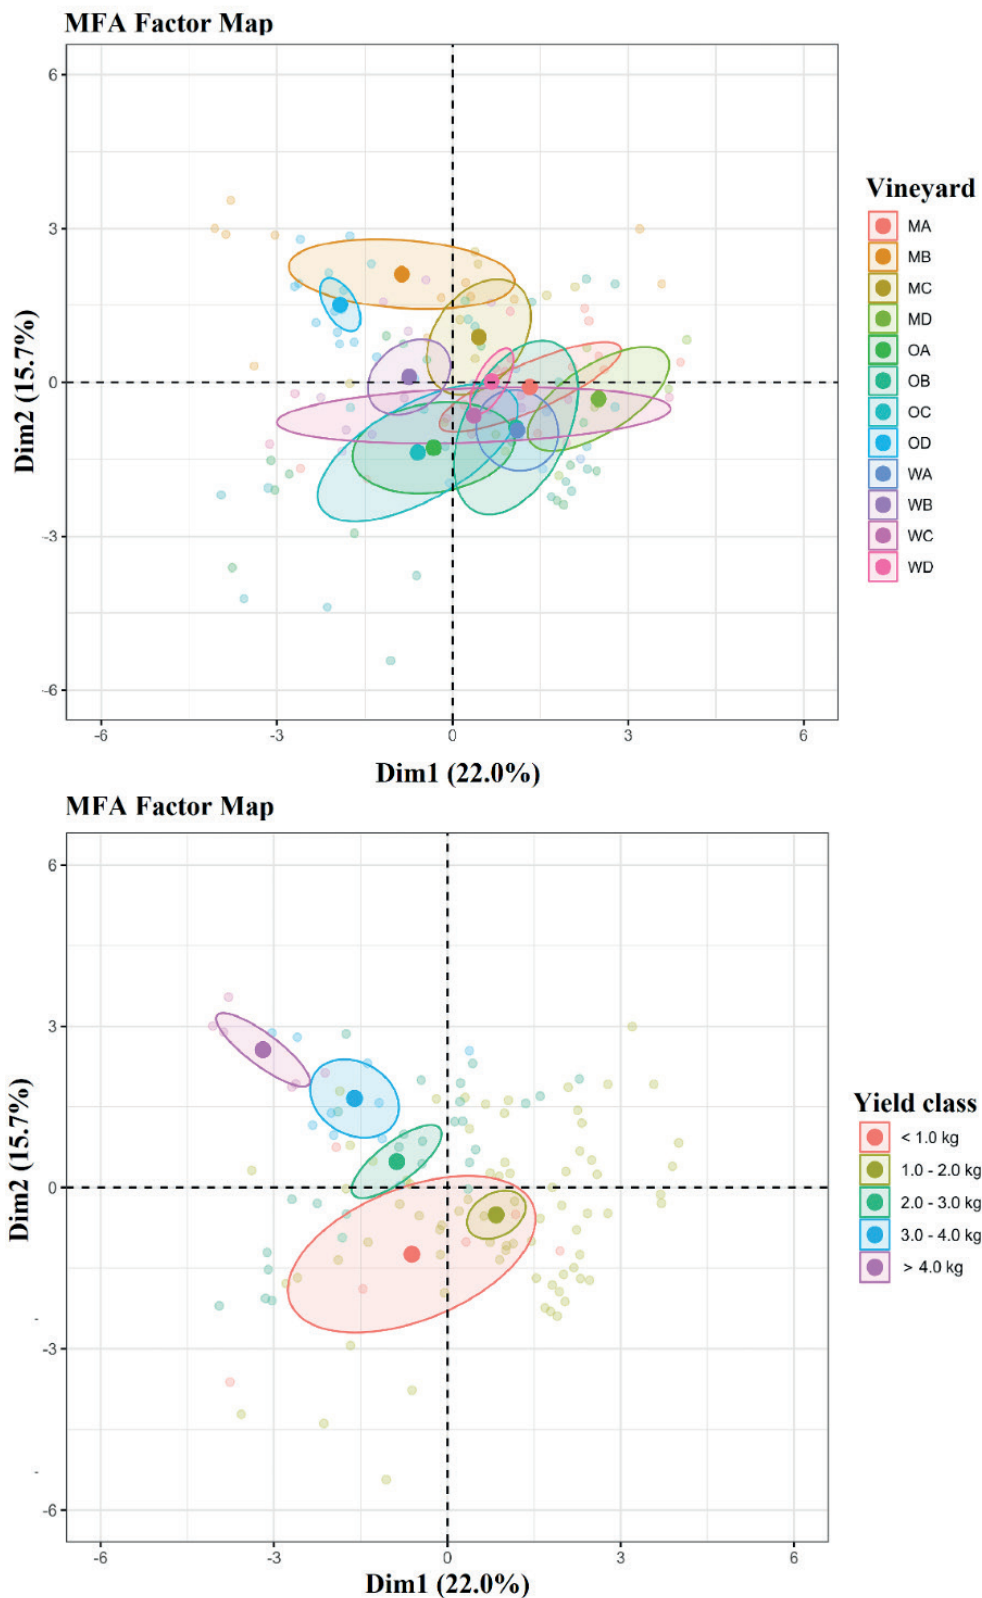 MFA Factor Map
6
3
0
-3
-6
Dim2 (15.7%)
-6
-3
0
3
6
Dim1 (22.0%)
Vineyard
MA
MB
MC
MD
OA
OB
OC
OD
WA
WB
WC
WD
MFA Factor Map
6
3
0
-3
-6
Dim2 (15.7%)
-6
-3
0
3
6
Dim1 (22.0%)
Yield class
< 1.0 kg
1.0 - 2.0 kg
2.0 - 3.0 kg
3.0 - 4.0 kg
> 4.0 kg